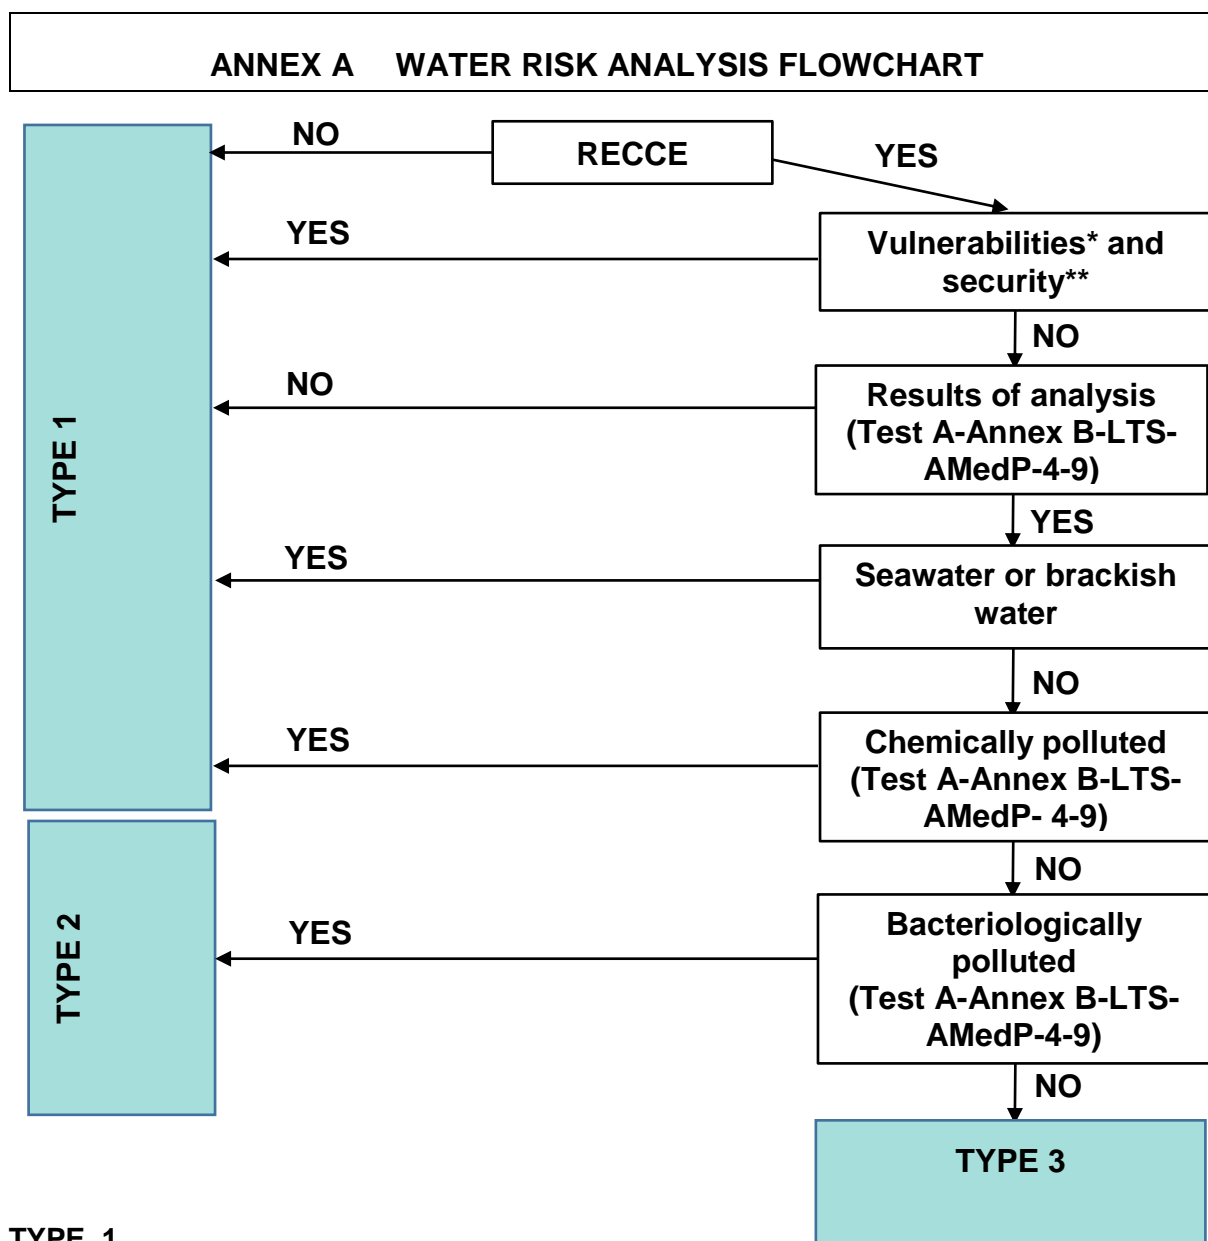 ANNEX A WATER RISK ANALYSIS FLOWCHART
NO
RECCE
YES
YES
Vulnerabilities* and
security**
NO
NO
Results of analysis
(Test A-Annex B-LTS-
AMedP-4-9)
TYPE 1
YES
YES
Seawater or brackish
water
NO
YES
Chemically polluted
(Test A-Annex B-LTS-
AMedP- 4-9)
NO
TYPE 2
YES
Bacteriologically
polluted
(Test A-Annex B-LTS-
AMedP-4-9)
NO
TYPE 3
TYPE 1